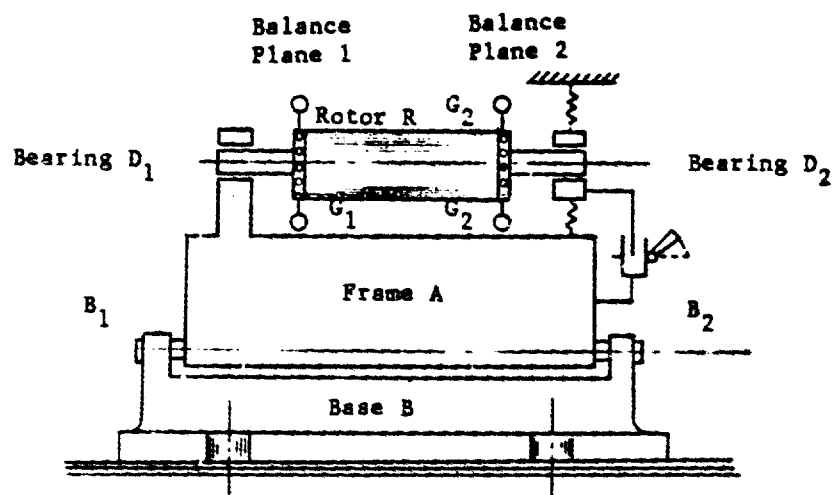 Balance
Plane 1
Balance
Plane 2
Rotor R
G2
Bearing D1
Bearing D2
G1
G2
Frame A
B1
B2
Base B